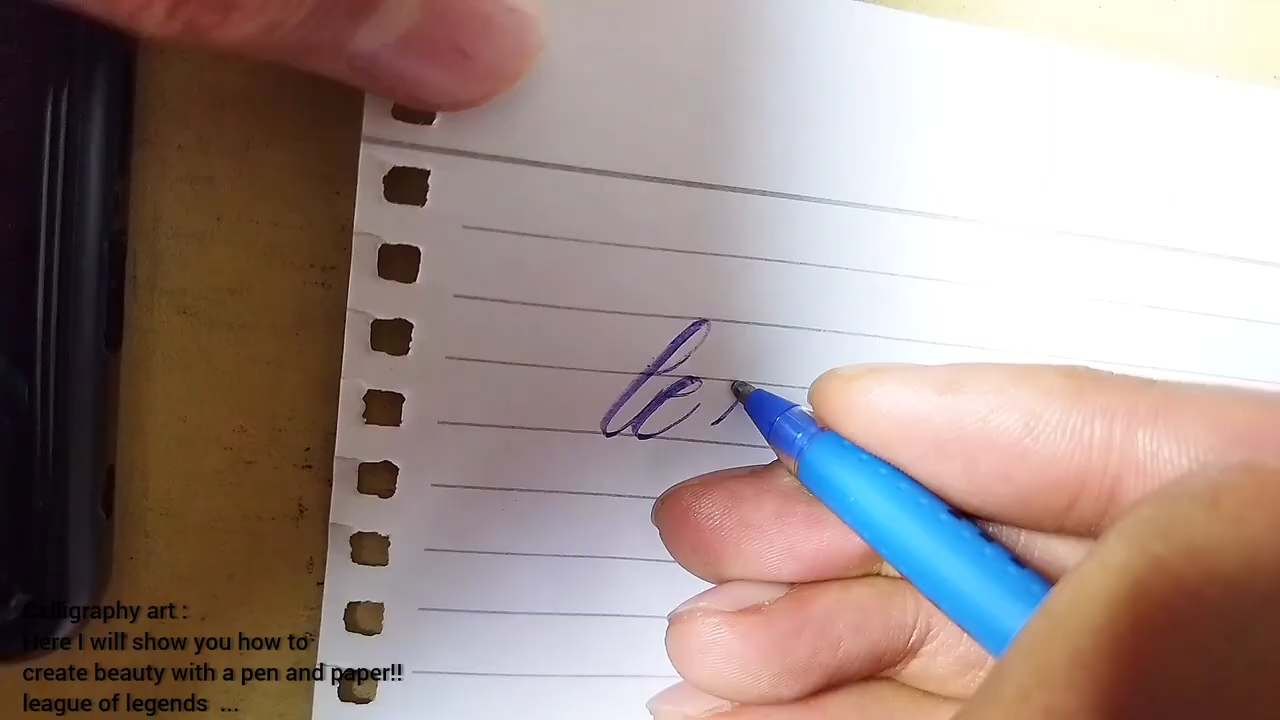 le
Calligraphy art :
Here I will show you how to
create beauty with a pen and paper!!
league of legends ...